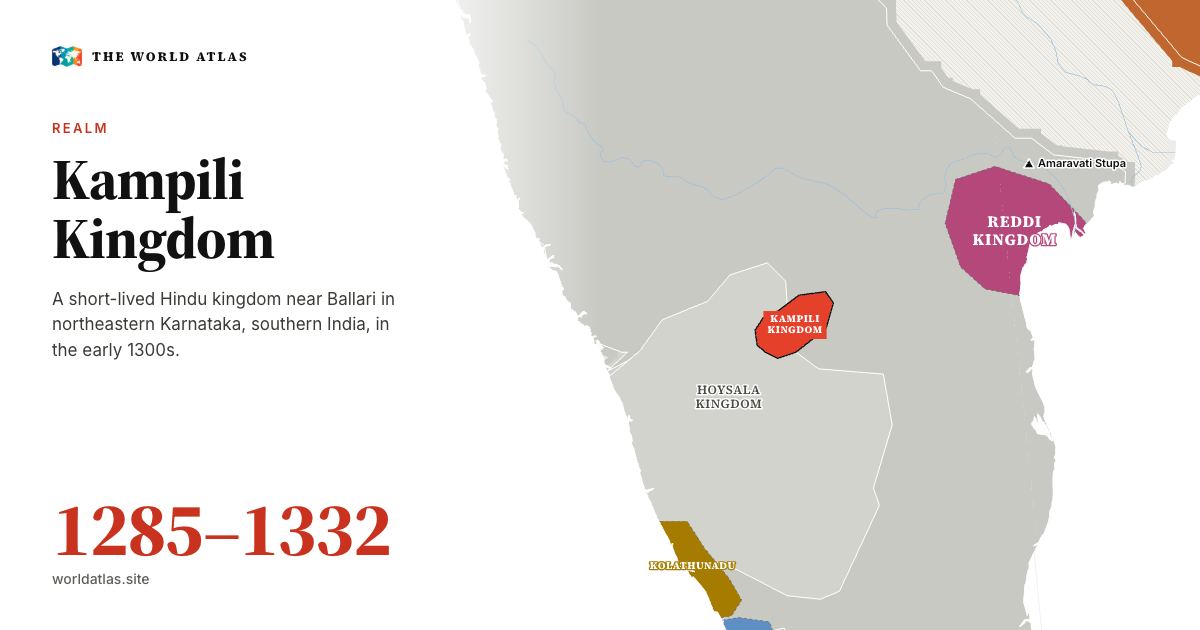 THE WORLD ATLAS
REALM
Kampili
Kingdom
A short-lived Hindu kingdom near Ballari in
northeastern Karnataka, southern India, in
the early 1300s.
1285–1332
worldatlas.site
Amaravati Stupa
REDDI
KINGDOM
KAMPILI
KINGDOM
HOYSALA
KINGDOM
KOLATHUNADU